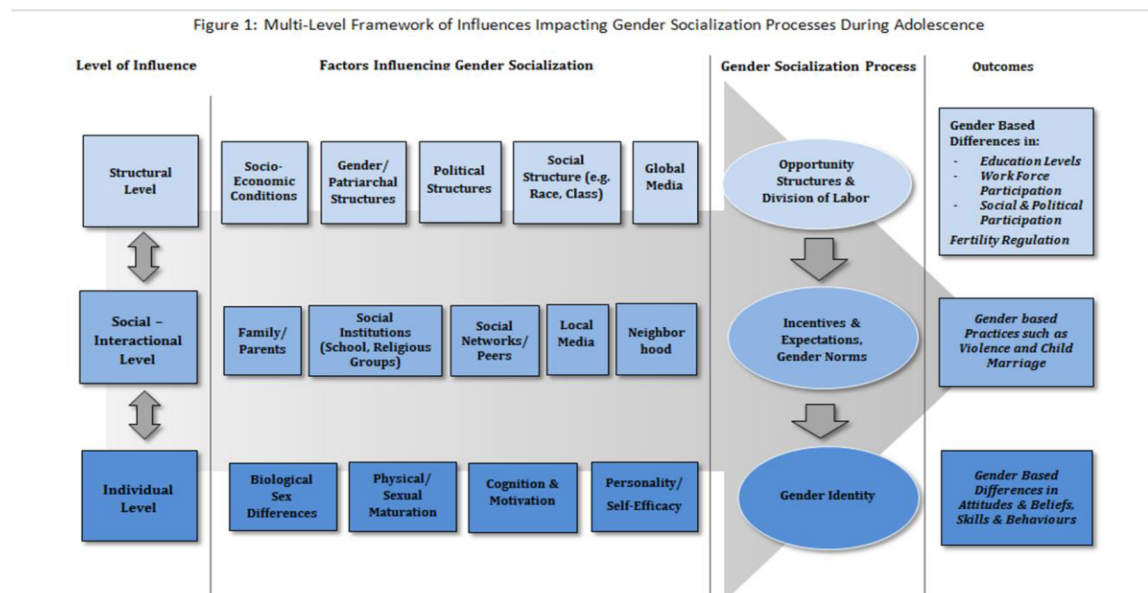 Figure 1: Multi-Level Framework of Influences Impacting Gender Socialization Processes During Adolescence
Level of Influence
Factors Influencing Gender Socialization
Gender Socialization Process
Outcomes
Structural
Level
Socio-
Economic
Conditions
Gender/
Patriarchal
Structures
Political
Structures
Social
Structure (e.g.
Race, Class)
Global
Media
Opportunity
Structures &
Division of Labor
Gender Based
Differences in:
- Education Levels
- Work Force
Participation
- Social & Political
Participation
Fertility Regulation
Social –
Interactional
Level
Family/
Parents
Social
Institutions
(School, Religious
Groups)
Social
Networks/
Peers
Local
Media
Neighbor
hood
Incentives &
Expectations,
Gender Norms
Gender based
Practices such as
Violence and Child
Marriage
Individual
Level
Biological
Sex
Differences
Physical/
Sexual
Maturation
Cognition &
Motivation
Personality/
Self-Efficacy
Gender Identity
Gender Based
Differences in
Attitudes & Beliefs,
Skills & Behaviours